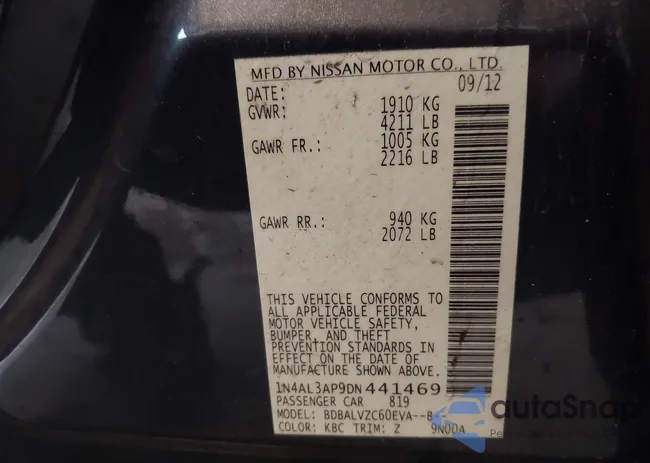 MFD BY NISSAN MOTOR CO., LTD.
DATE: 09/12
GVWR: 1910 KG
4211 LB
GAWR FR.: 1005 KG
2216 LB
GAWR RR.: 940 KG
2072 LB
THIS VEHICLE CONFORMS TO
ALL APPLICABLE FEDERAL
MOTOR VEHICLE SAFETY,
BUMPER, AND THEFT
PREVENTION STANDARDS IN
EFFECT ON THE DATE OF
MANUFACTURE SHOWN ABOVE.
1N4AL3AP9DN441469
PASSENGER CAR 819
MODEL: BDBALVZC60EVA--B--
COLOR: KBC TRIM: Z 9N00A
autoSnap